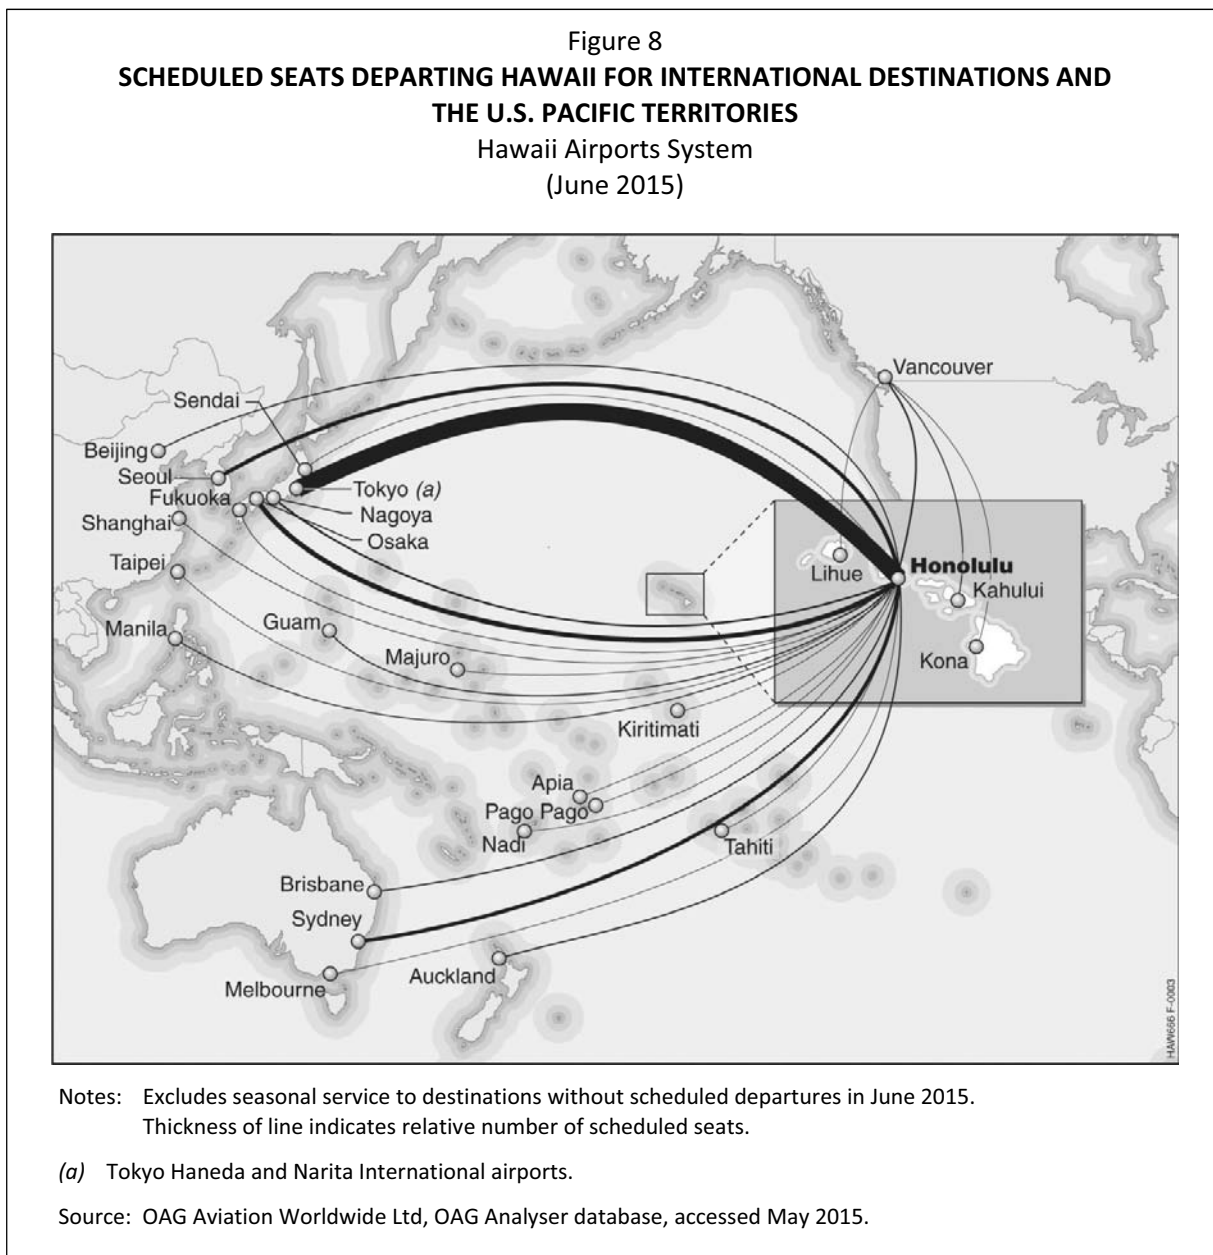 Figure 8
SCHEDULED SEATS DEPARTING HAWAII FOR INTERNATIONAL DESTINATIONS AND
THE U.S. PACIFIC TERRITORIES
Hawaii Airports System
(June 2015)
Vancouver
Sendai
Beijing
Seoul
Tokyo (a)
Fukuoka
Nagoya
Shanghai
Osaka
Taipei
Honolulu
Lihue
Kahului
Manila
Guam
Majuro
Kona
Kiritimati
Apia
Pago Pago
Nadi
Tahiti
Brisbane
Sydney
Auckland
Melbourne
HAW666 F-0003
Notes: Excludes seasonal service to destinations without scheduled departures in June 2015.
Thickness of line indicates relative number of scheduled seats.
(a) Tokyo Haneda and Narita International airports.
Source: OAG Aviation Worldwide Ltd, OAG Analyser database, accessed May 2015.